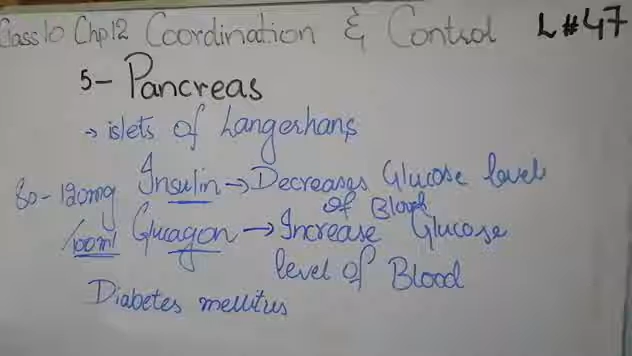 Class 10 Chp 12 Coordination & Control L#47
5- Pancreas
→ islets of Langerhans
80-120mg /100ml
Insulin → Decreases Glucose level of Blood
Glucagon → Increase Glucose level of Blood
Diabetes mellitus